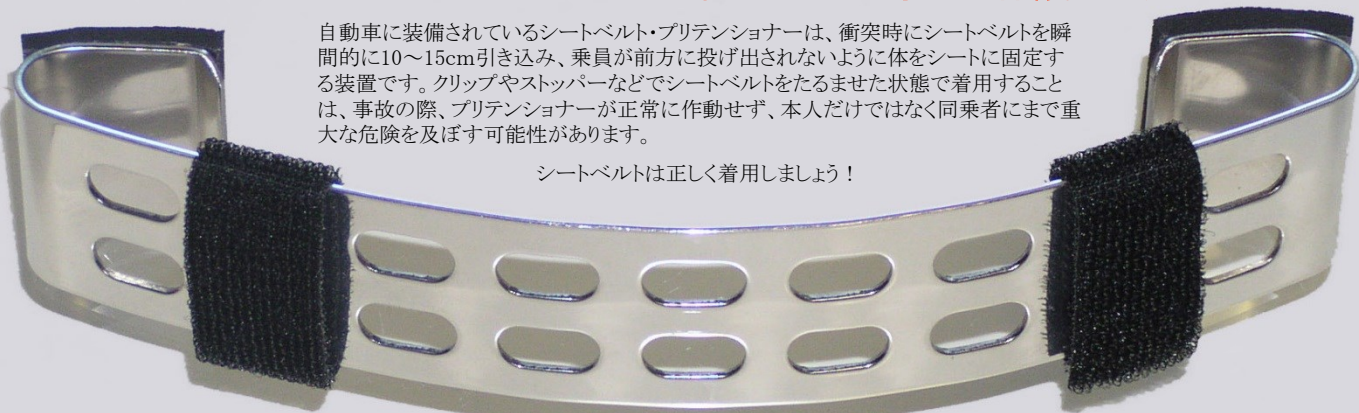 自動車に装備されているシートベルト・プリテンショナーは、衝突時にシートベルトを瞬
間的に10～15cm引き込み、乗員が前方に投げ出されないように体をシートに固定す
る装置です。クリップやストッパーなどでシートベルトをたるませた状態で着用すること
は、事故の際、プリテンショナーが正常に作動せず、本人だけではなく同乗者にまで重
大な危険を及ぼす可能性があります。
シートベルトは正しく着用しましょう！